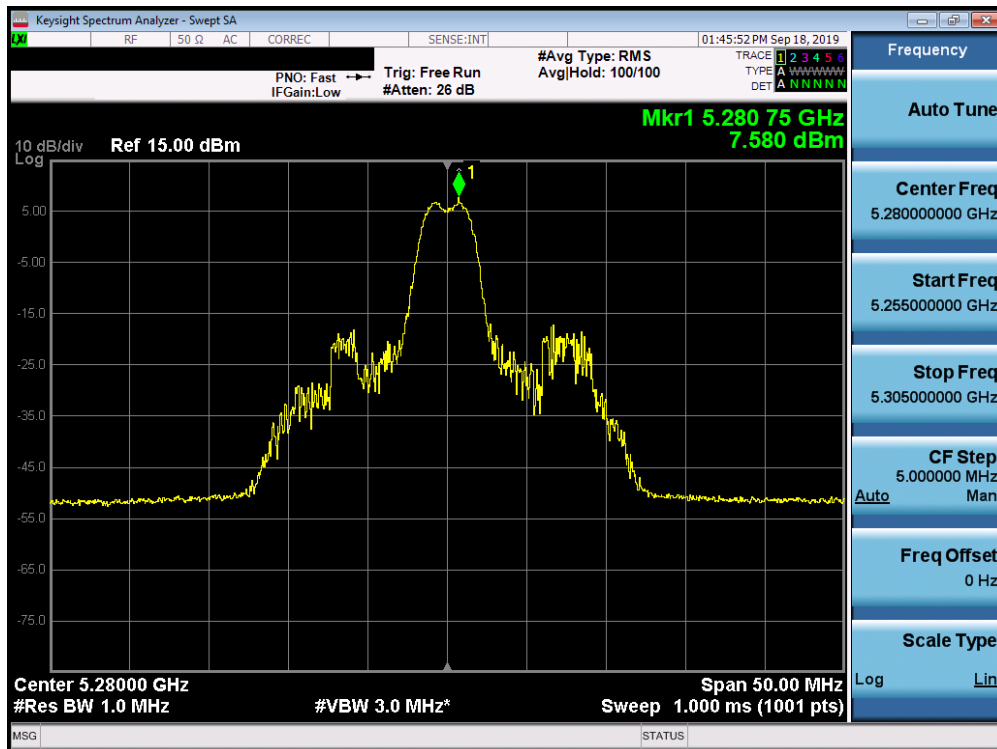 Keysight Spectrum Analyzer - Swept SA
LXI RF 50 Ω AC CORREC SENSE:INT 01:45:52 PM Sep 18, 2019
PNO: Fast
IFGain:Low
Trig: Free Run
#Atten: 26 dB
#Avg Type: RMS
Avg|Hold: 100/100
TRACE 1 2 3 4 5 6
TYPE A WWWWW
DET A N N N N N
Mkr1 5.280 75 GHz
7.580 dBm
10 dB/div Ref 15.00 dBm
Log
1
5.00
-5.00
-15.0
-25.0
-35.0
-45.0
-55.0
-65.0
-75.0
Center 5.28000 GHz Span 50.00 MHz
#Res BW 1.0 MHz #VBW 3.0 MHz* Sweep 1.000 ms (1001 pts)
MSG STATUS
Frequency
Auto Tune
Center Freq
5.280000000 GHz
Start Freq
5.255000000 GHz
Stop Freq
5.305000000 GHz
CF Step
5.000000 MHz
Auto Man
Freq Offset
0 Hz
Scale Type
Log Lin